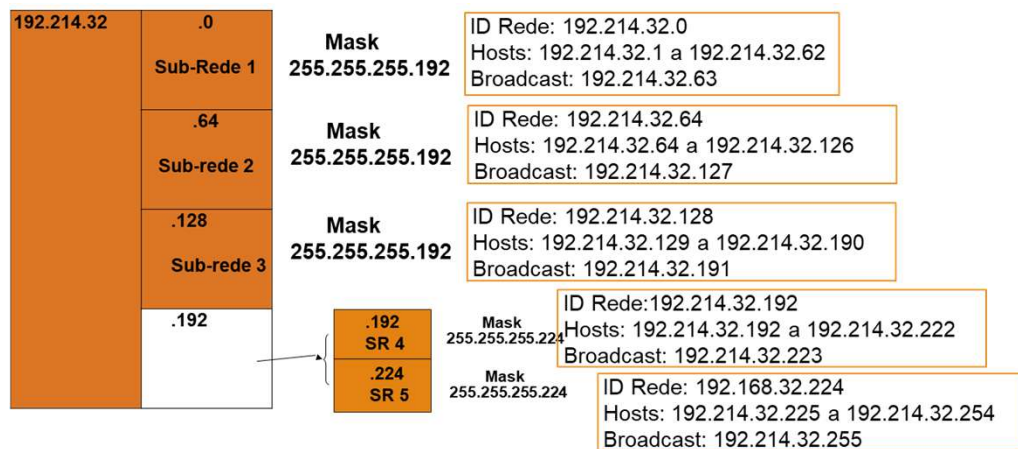 192.214.32
.0
Sub-Rede 1
Mask
255.255.255.192
ID Rede: 192.214.32.0
Hosts: 192.214.32.1 a 192.214.32.62
Broadcast: 192.214.32.63
.64
Sub-rede 2
Mask
255.255.255.192
ID Rede: 192.214.32.64
Hosts: 192.214.32.64 a 192.214.32.126
Broadcast: 192.214.32.127
.128
Sub-rede 3
Mask
255.255.255.192
ID Rede: 192.214.32.128
Hosts: 192.214.32.129 a 192.214.32.190
Broadcast: 192.214.32.191
.192
.192
SR 4
Mask
255.255.255.224
ID Rede:192.214.32.192
Hosts: 192.214.32.192 a 192.214.32.222
Broadcast: 192.214.32.223
.224
SR 5
Mask
255.255.255.224
ID Rede: 192.168.32.224
Hosts: 192.214.32.225 a 192.214.32.254
Broadcast: 192.214.32.255